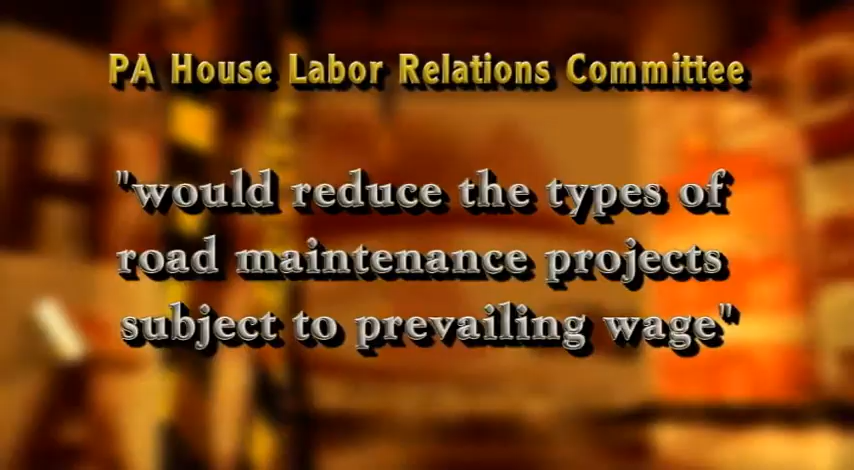 PA House Labor Relations Committee
"would reduce the types of
road maintenance projects
subject to prevailing wage"